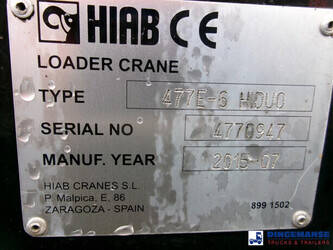 HIAB CE
LOADER CRANE
TYPE 477E-6 HIDUO
SERIAL NO 4770947
MANUF. YEAR 2015-07
HIAB CRANES S.L.
P. Malpica, E, 86
ZARAGOZA - SPAIN
899 1502
DINGEMANSE
TRUCKS & TRAILERS